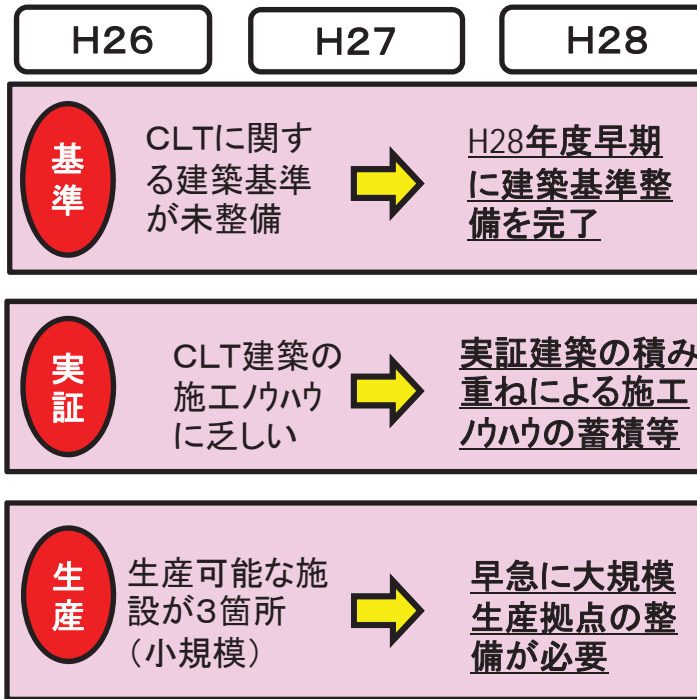 H26
H27
H28
基準
CLTに関す
る建築基準
が未整備
H28年度早期
に建築基準整
備を完了
実証
CLT建築の
施工ノウハウ
に乏しい
実証建築の積み
重ねによる施工
ノウハウの蓄積等
生産
生産可能な施
設が3箇所
(小規模)
早急に大規模
生産拠点の整
備が必要